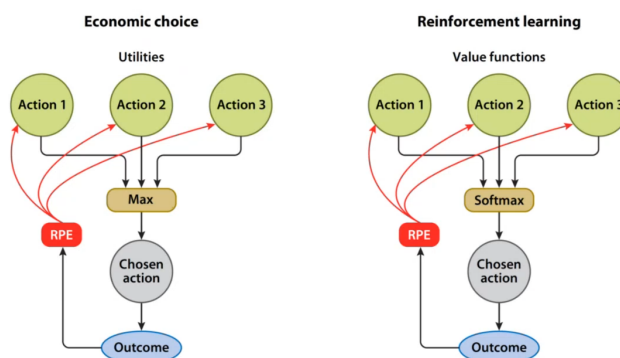 Economic choice
Utilities
Action 1
Action 2
Action 3
Max
RPE
Chosen
action
Outcome
Reinforcement learning
Value functions
Action 1
Action 2
Action 3
Softmax
RPE
Chosen
action
Outcome